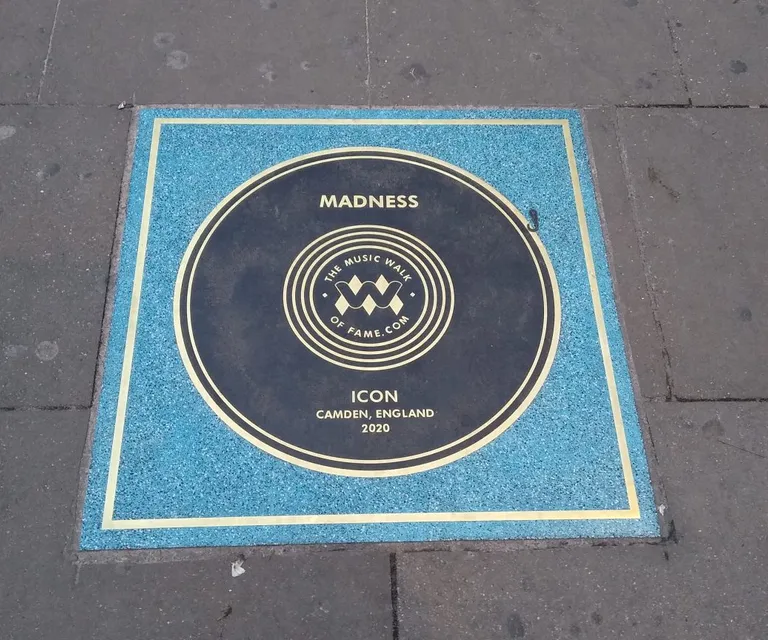 MADNESS
THE MUSIC WALK
OF FAME.COM
ICON
CAMDEN, ENGLAND
2020